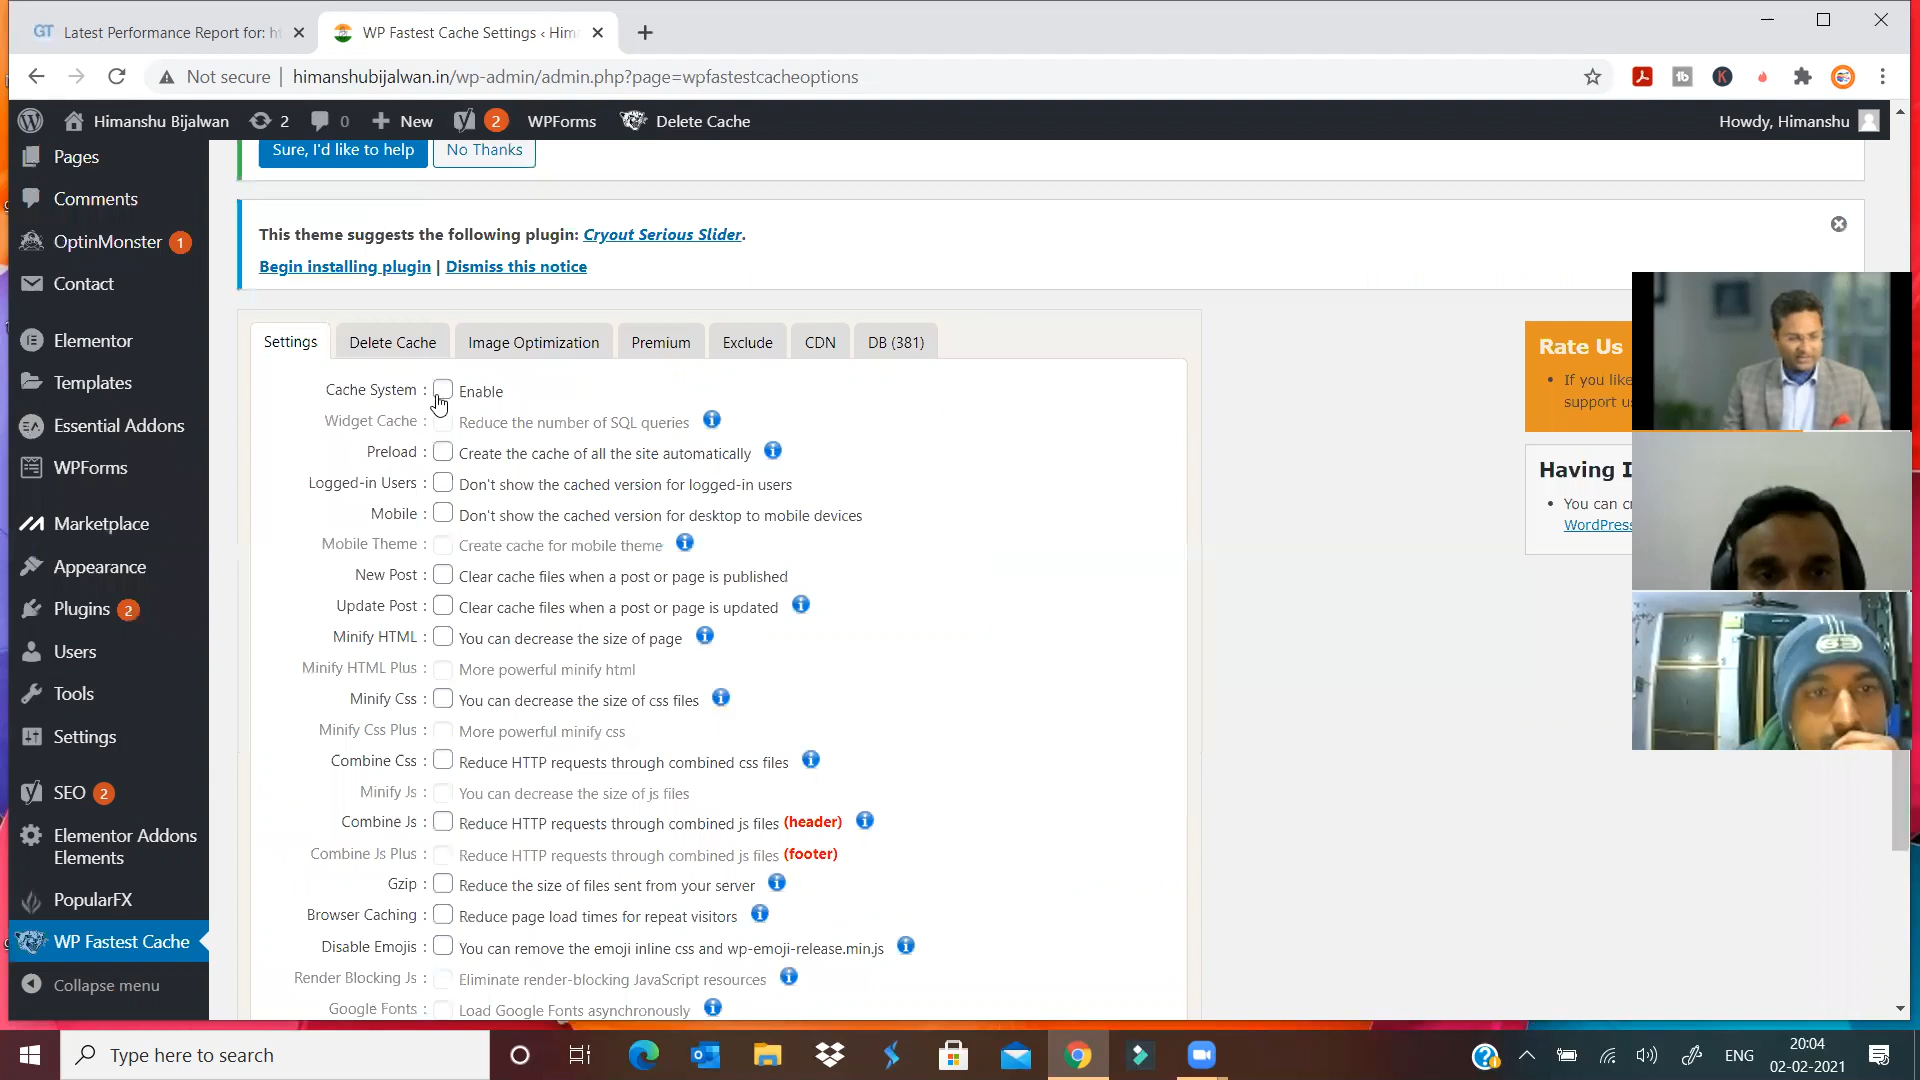 GT Latest Performance Report for: ht
WP Fastest Cache Settings ‹ Him
Not secure
himanshubijalwan.in/wp-admin/admin.php?page=wpfastestcacheoptions
Himanshu Bijalwan 2 0 New 2 WPForms Delete Cache
Howdy, Himanshu
Pages
Comments
OptinMonster 1
Contact
Elementor
Templates
Essential Addons
WPForms
Marketplace
Appearance
Plugins 2
Users
Tools
Settings
SEO 2
Elementor Addons
Elements
PopularFX
WP Fastest Cache
Collapse menu
Sure, I'd like to help
No Thanks
This theme suggests the following plugin: Cryout Serious Slider.
Begin installing plugin | Dismiss this notice
Settings Delete Cache Image Optimization Premium Exclude CDN DB (381)
Cache System : Enable
Widget Cache : Reduce the number of SQL queries
Preload : Create the cache of all the site automatically
Logged-in Users : Don't show the cached version for logged-in users
Mobile : Don't show the cached version for desktop to mobile devices
Mobile Theme : Create cache for mobile theme
New Post : Clear cache files when a post or page is published
Update Post : Clear cache files when a post or page is updated
Minify HTML : You can decrease the size of page
Minify HTML Plus : More powerful minify html
Minify Css : You can decrease the size of css files
Minify Css Plus : More powerful minify css
Combine Css : Reduce HTTP requests through combined css files
Minify Js : You can decrease the size of js files
Combine Js : Reduce HTTP requests through combined js files (header)
Combine Js Plus : Reduce HTTP requests through combined js files (footer)
Gzip : Reduce the size of files sent from your server
Browser Caching : Reduce page load times for repeat visitors
Disable Emojis : You can remove the emoji inline css and wp-emoji-release.min.js
Render Blocking Js : Eliminate render-blocking JavaScript resources
Google Fonts : Load Google Fonts asynchronously
Rate Us
If you like
support us
Having I
You can cr
WordPress
Type here to search
ENG
20:04
02-02-2021